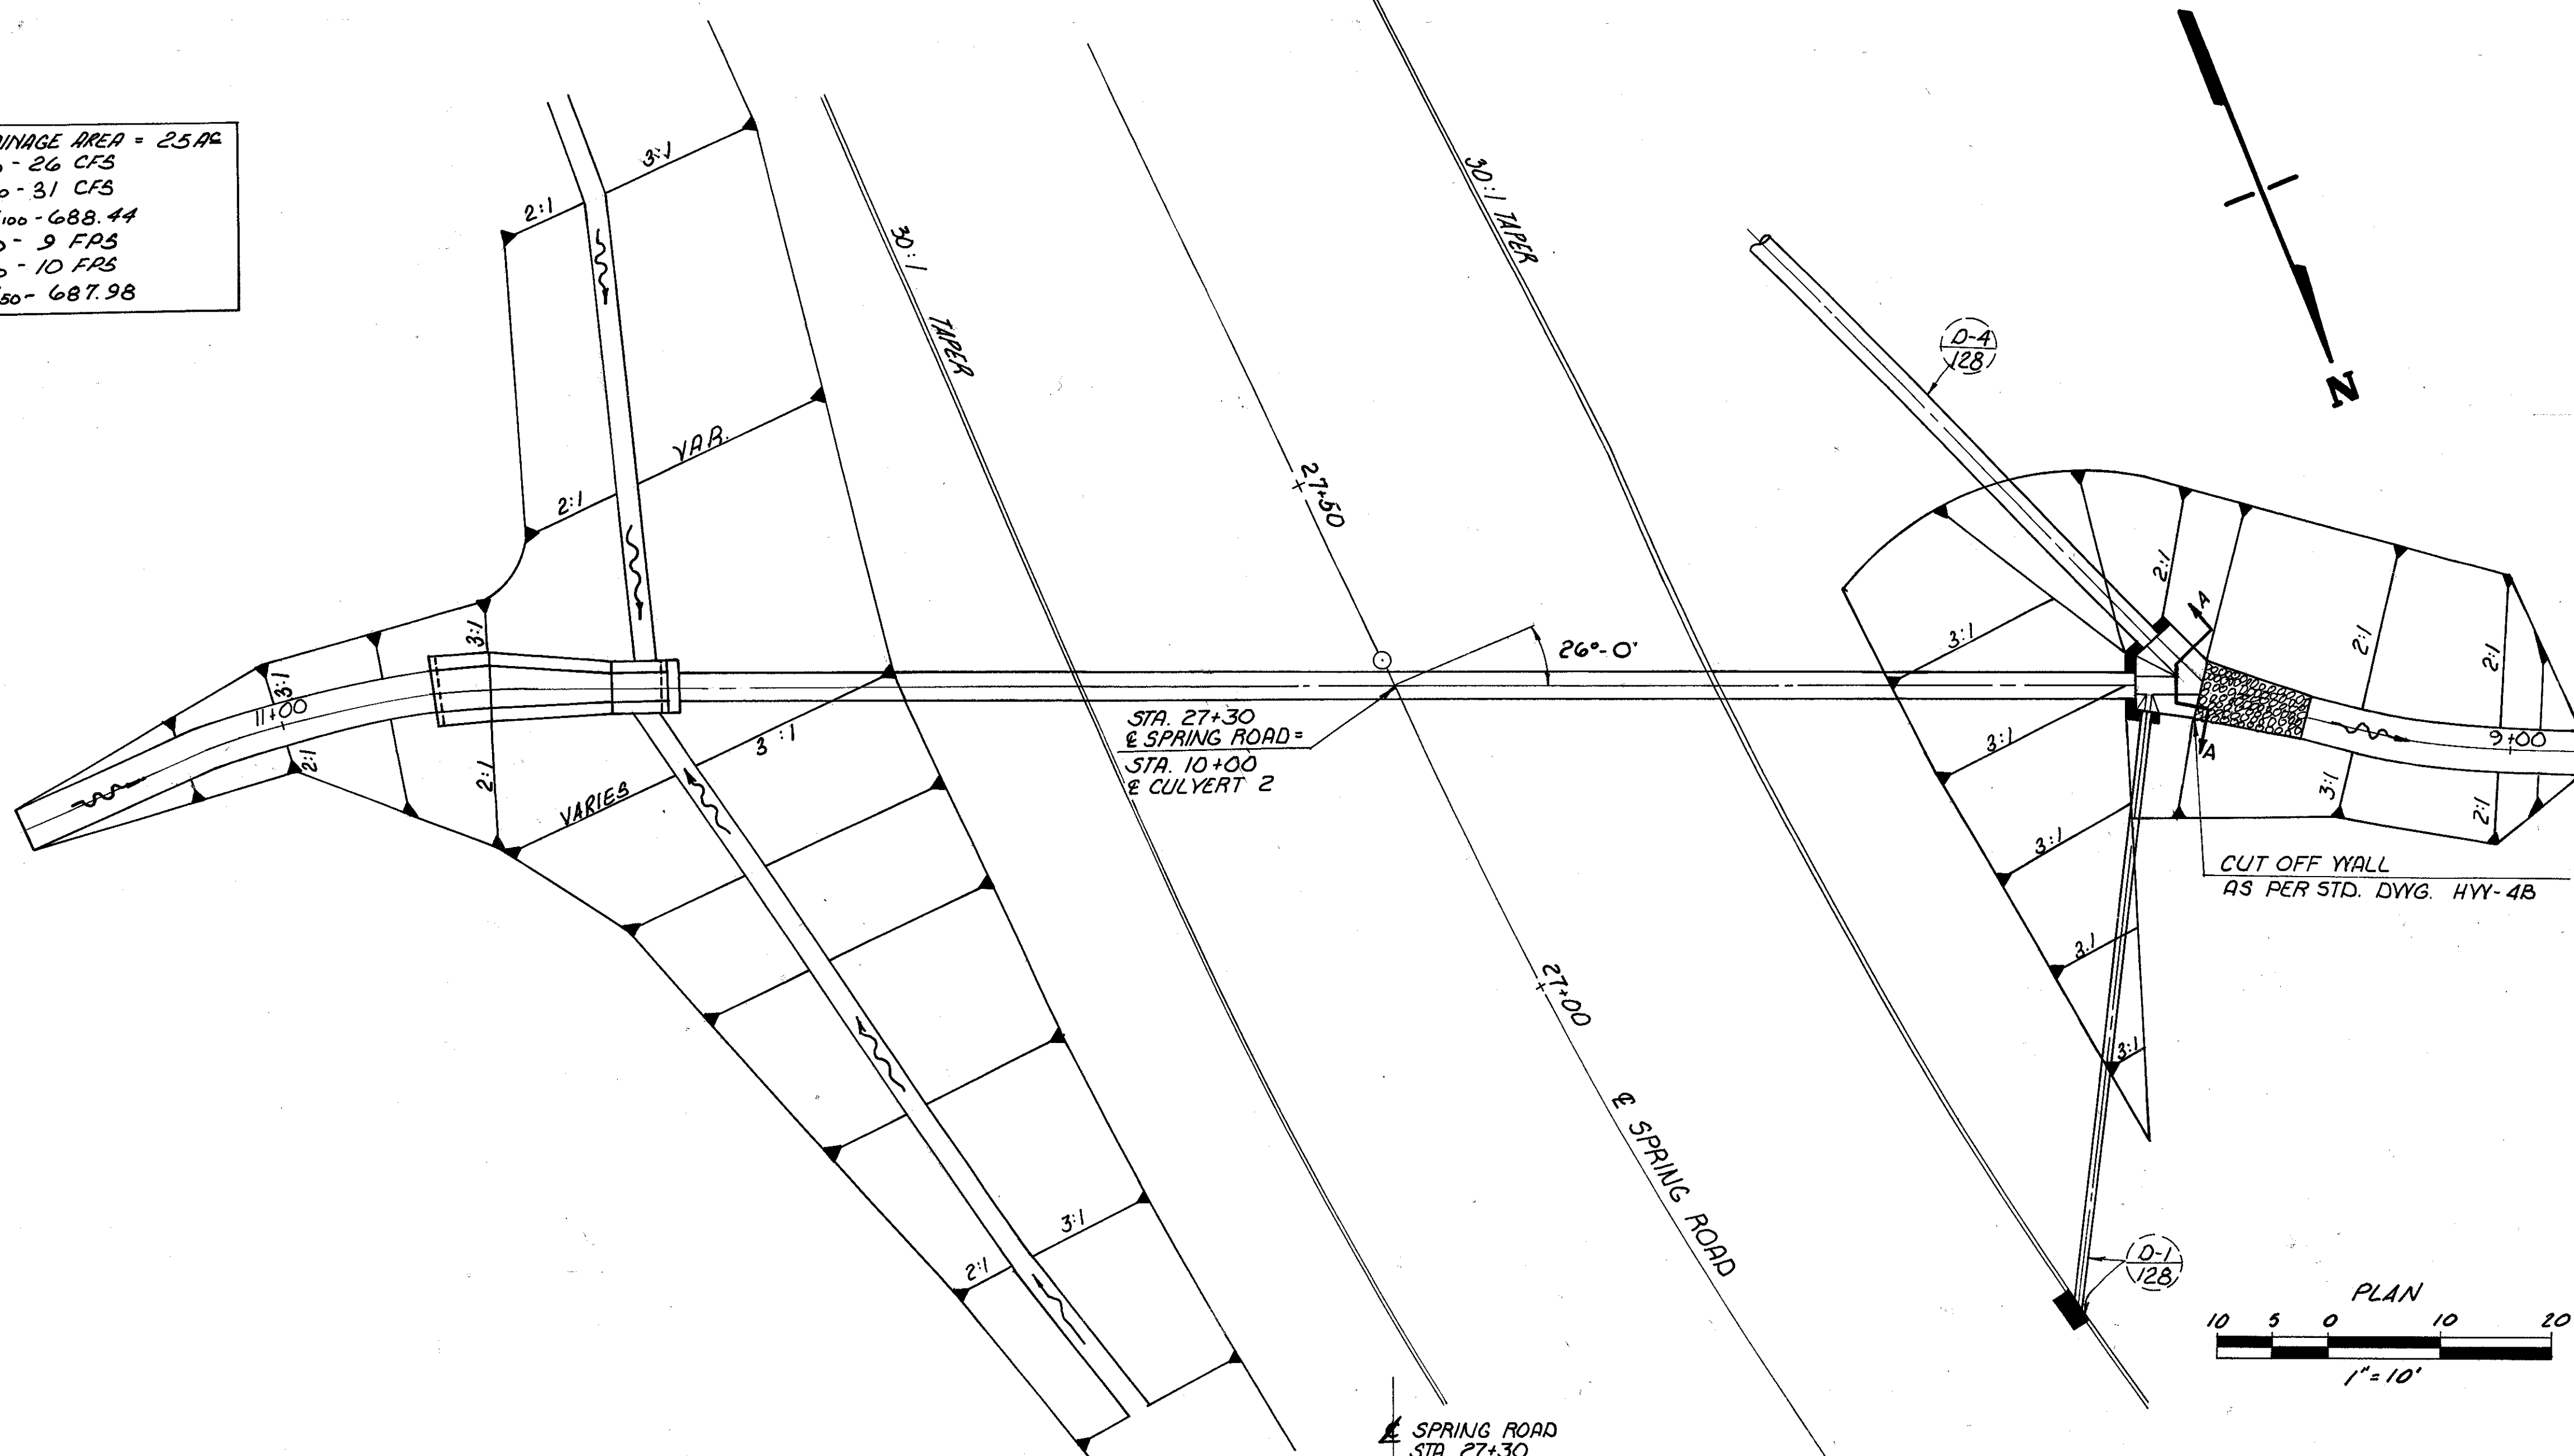 DRAINAGE AREA = 25 AC
- 26 CFS
- 31 CFS
100 - 688.44
- 9 FPS
- 10 FPS
50 - 687.98
3:1
2:1
30:1
TAPER
30:1 TAPER
D-4
128
N
VAR.
2:1
27+50
2:1
A
3:1
3:1
2:1
2:1
3:1
11+00
2:1
2:1
26°-0'
STA. 27+30
℄ SPRING ROAD =
STA. 10+00
℄ CULVERT 2
3:1
VARIES
3:1
3:1
A
9+00
3:1
2:1
CUT OFF WALL
AS PER STD. DWG. HW-4B
3:1
27+00
3:1
℄ SPRING ROAD
3:1
2:1
D-1
128
PLAN
10 5 0 10 20
1" = 10'
℄ SPRING ROAD
STA 27+30